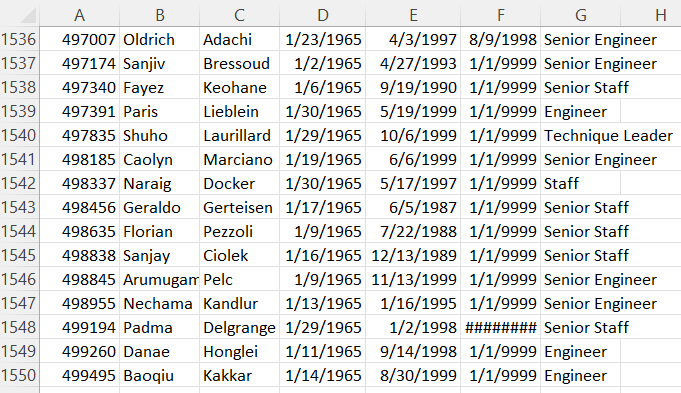 A B C D E F G H
1536 497007 Oldrich Adachi 1/23/1965 4/3/1997 8/9/1998 Senior Engineer
1537 497174 Sanjiv Bressoud 1/2/1965 4/27/1993 1/1/9999 Senior Engineer
1538 497340 Fayez Keohane 1/6/1965 9/19/1990 1/1/9999 Senior Staff
1539 497391 Paris Lieblein 1/30/1965 5/19/1999 1/1/9999 Engineer
1540 497835 Shuho Laurillard 1/29/1965 10/6/1999 1/1/9999 Technique Leader
1541 498185 Caolyn Marciano 1/19/1965 6/6/1999 1/1/9999 Senior Engineer
1542 498337 Naraig Docker 1/30/1965 5/17/1997 1/1/9999 Staff
1543 498456 Geraldo Gerteisen 1/17/1965 6/5/1987 1/1/9999 Senior Staff
1544 498635 Florian Pezzoli 1/9/1965 7/22/1988 1/1/9999 Senior Staff
1545 498838 Sanjay Ciolek 1/16/1965 12/13/1989 1/1/9999 Senior Staff
1546 498845 Arumugam Pelc 1/9/1965 11/13/1999 1/1/9999 Senior Engineer
1547 498955 Nechama Kandlur 1/13/1965 1/16/1995 1/1/9999 Senior Engineer
1548 499194 Padma Delgrange 1/29/1965 1/2/1998 ######## Senior Staff
1549 499260 Danae Honglei 1/11/1965 9/14/1998 1/1/9999 Engineer
1550 499495 Baoqiu Kakkar 1/14/1965 8/30/1999 1/1/9999 Engineer